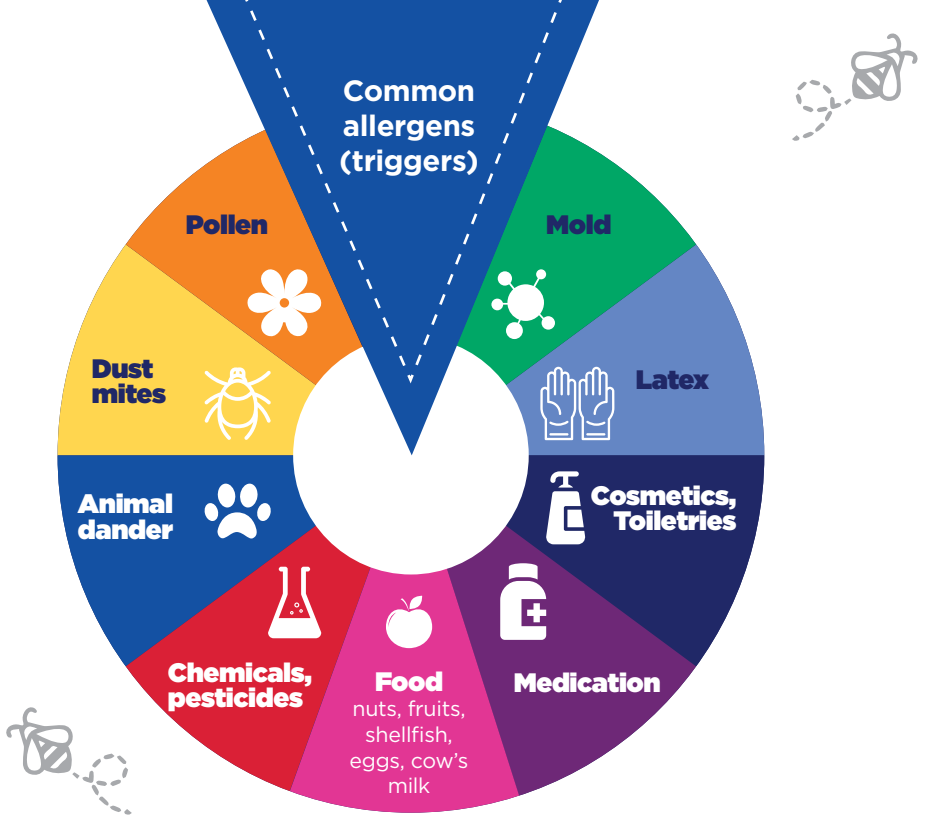 Common
allergens
(triggers)
Pollen
Mold
Dust
mites
Latex
Animal
dander
Cosmetics,
Toiletries
Chemicals,
pesticides
Food
nuts, fruits,
shellfish,
eggs, cow's
milk
Medication